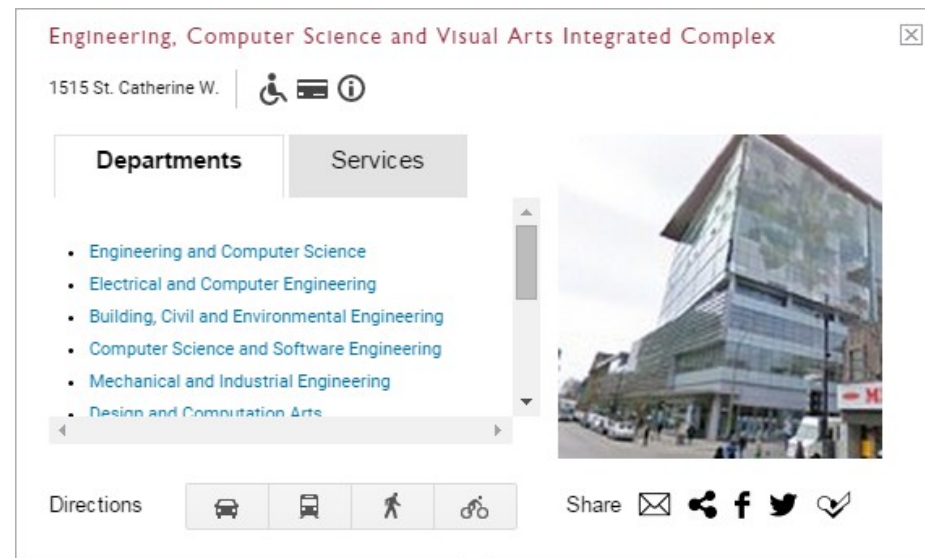 Engineering, Computer Science and Visual Arts Integrated Complex
1515 St. Catherine W.
Departments
Services
Engineering and Computer Science
Electrical and Computer Engineering
Building, Civil and Environmental Engineering
Computer Science and Software Engineering
Mechanical and Industrial Engineering
Design and Computation Arts
Directions
Share